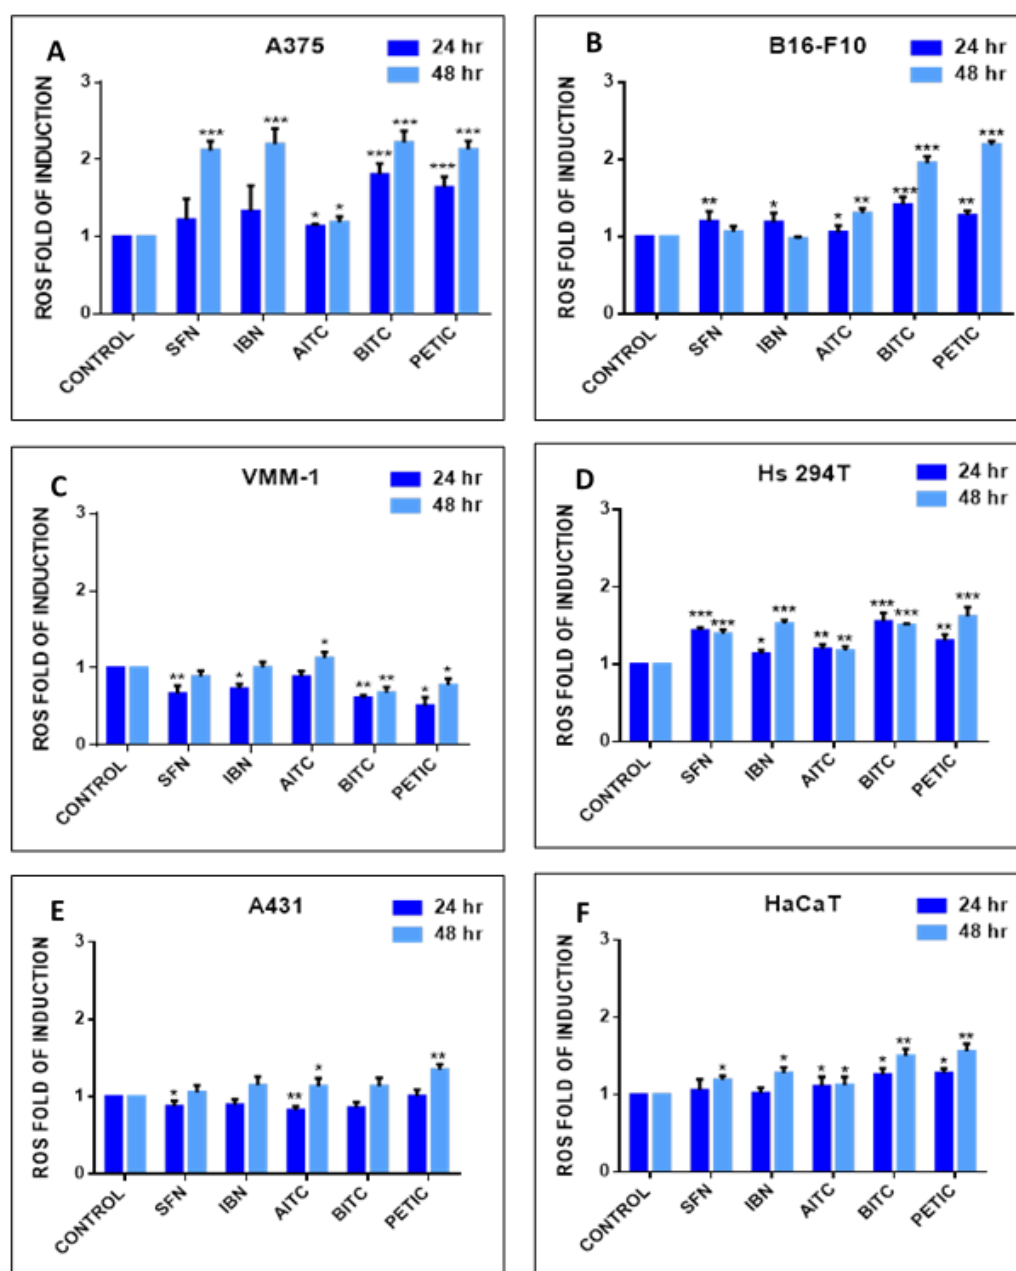 A
A375
24 hr
48 hr
ROS FOLD OF INDUCTION
3
2
1
0
*** *** * * *** *** *** ***
CONTROL SFN IBN AITC BITC PETIC
B
B16-F10
24 hr
48 hr
ROS FOLD OF INDUCTION
3
2
1
0
** * * ** *** *** ** ***
CONTROL SFN IBN AITC BITC PETIC
C
VMM-1
24 hr
48 hr
ROS FOLD OF INDUCTION
3
2
1
0
** * * ** ** * *
CONTROL SFN IBN AITC BITC PETIC
D
Hs 294T
24 hr
48 hr
ROS FOLD OF INDUCTION
3
2
1
0
*** *** * *** ** ** *** *** ** ***
CONTROL SFN IBN AITC BITC PETIC
E
A431
24 hr
48 hr
ROS FOLD OF INDUCTION
3
2
1
0
* ** * **
CONTROL SFN IBN AITC BITC PETIC
F
HaCaT
24 hr
48 hr
ROS FOLD OF INDUCTION
3
2
1
0
* * * * * ** * **
CONTROL SFN IBN AITC BITC PETIC